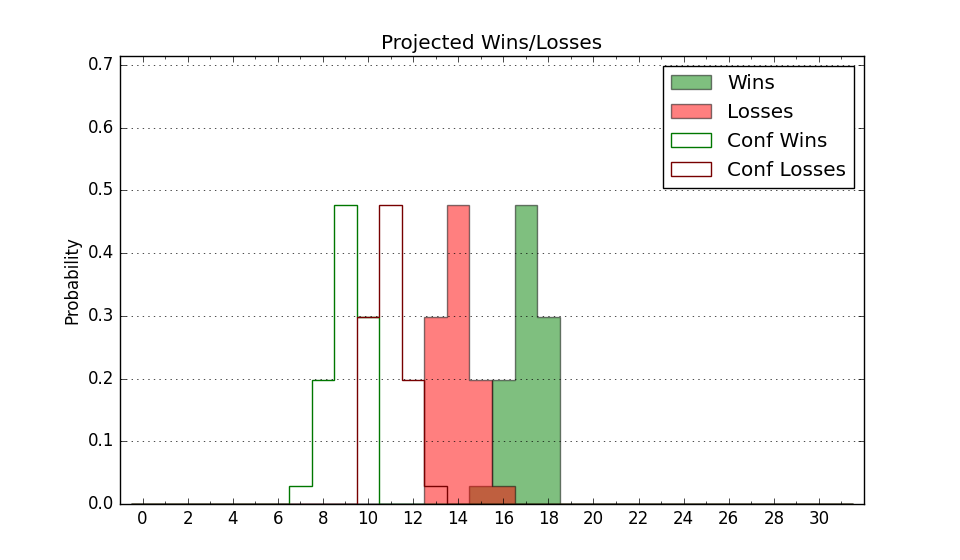 Projected Wins/Losses
0.7
0.6
0.5
0.4
0.3
0.2
0.1
0.0
Probability
Wins
Losses
Conf Wins
Conf Losses
0 2 4 6 8 10 12 14 16 18 20 22 24 26 28 30